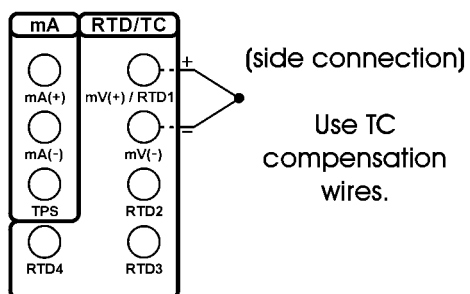 mA RTD/TC
mA(+) mV(+) / RTD1 +
mA(-) mV(-) =
TPS RTD2
RTD4 RTD3
(side connection)
Use TC
compensation
wires.